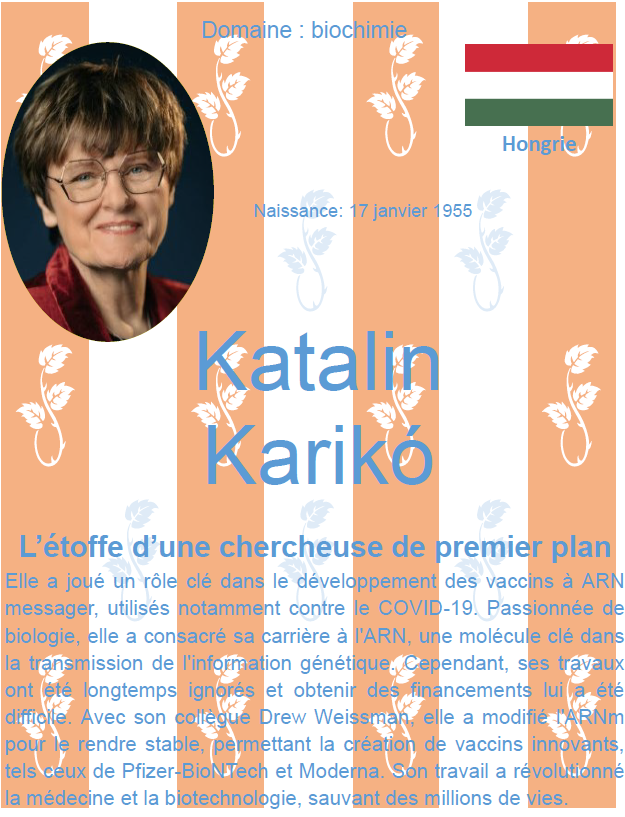 Domaine : biochimie
Hongrie
Naissance: 17 janvier 1955
Katalin
Karikó
L’étoffe d’une chercheuse de premier plan
Elle a joué un rôle clé dans le développement des vaccins à ARN
messager, utilisés notamment contre le COVID-19. Passionnée de
biologie, elle a consacré sa carrière à l'ARN, une molécule clé dans
la transmission de l'information génétique. Cependant, ses travaux
ont été longtemps ignorés et obtenir des financements lui a été
difficile. Avec son collègue Drew Weissman, elle a modifié l'ARNm
pour le rendre stable, permettant la création de vaccins innovants,
tels ceux de Pfizer-BioNTech et Moderna. Son travail a révolutionné
la médecine et la biotechnologie, sauvant des millions de vies.